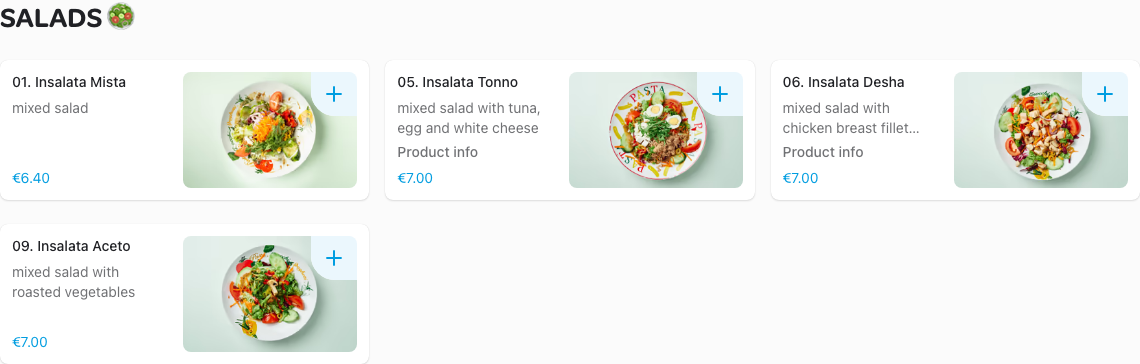 SALADS
01. Insalata Mista
mixed salad
€6.40
05. Insalata Tonno
mixed salad with tuna,
egg and white cheese
Product info
€7.00
PASTA
PASTA
06. Insalata Desha
mixed salad with
chicken breast fillet...
Product info
€7.00
09. Insalata Aceto
mixed salad with
roasted vegetables
€7.00